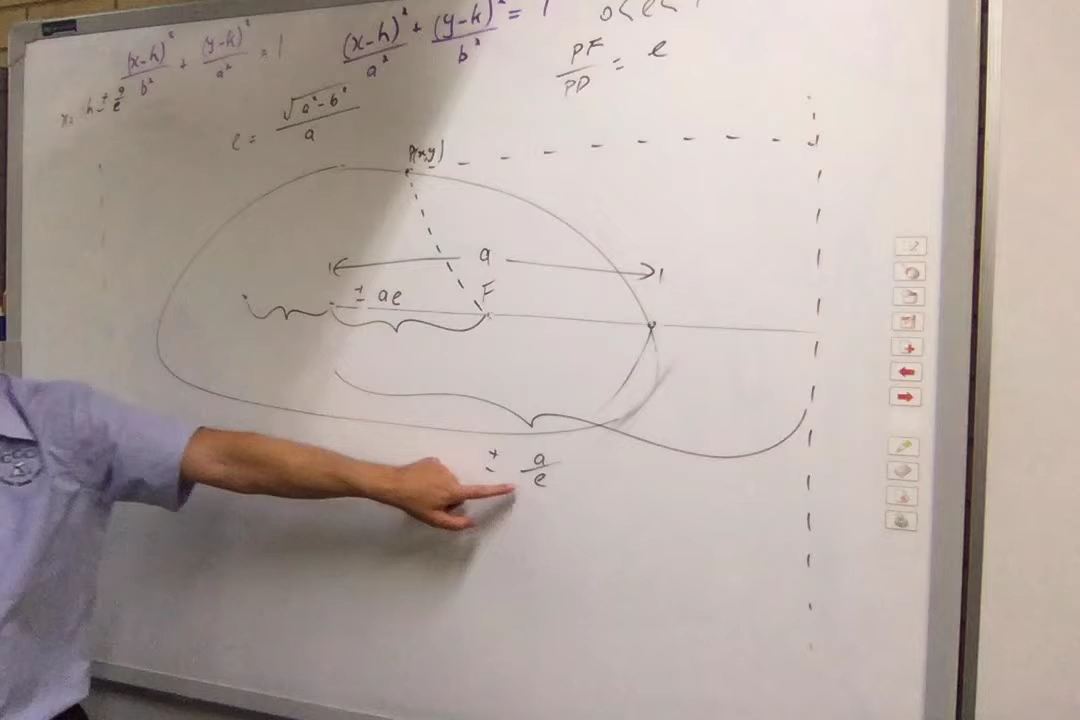 (x-h)²/b² + (y-k)²/a² = 1
(x-h)²/a² + (y-k)²/b² = 1
0<e<1
x = h ± a/e
PF/PD = e
e = √(a²-b²)/a
P(x,y)
a
± ae
F
± a/e